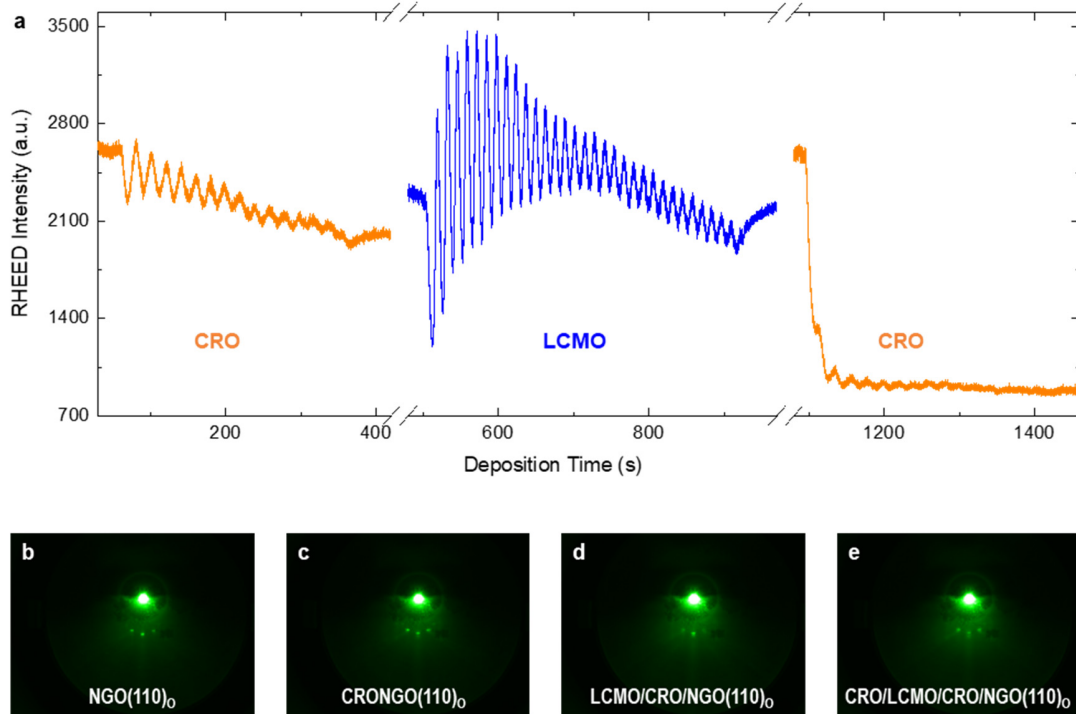 a
3500
2800
2100
1400
700
RHEED Intensity (a.u.)
CRO
LCMO
CRO
200
400
600
800
1200
1400
Deposition Time (s)
b
NGO(110)O
c
CRONGO(110)O
d
LCMO/CRO/NGO(110)O
e
CRO/LCMO/CRO/NGO(110)O